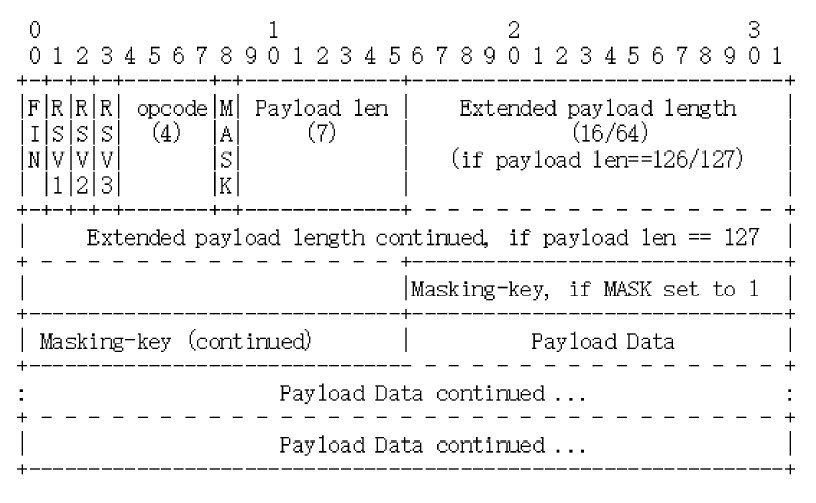 0                   1                   2                   3
0 1 2 3 4 5 6 7 8 9 0 1 2 3 4 5 6 7 8 9 0 1 2 3 4 5 6 7 8 9 0 1
+-+-+-+-+-------+-+-------------+-------------------------------+
|F|R|R|R| opcode|M| Payload len |    Extended payload length    |
|I|S|S|S|  (4)  |A|     (7)     |             (16/64)           |
|N|V|V|V|       |S|             |   (if payload len==126/127)   |
| |1|2|3|       |K|             |                               |
+-+-+-+-+-------+-+-------------+ - - - - - - - - - - - - - - - +
|     Extended payload length continued, if payload len == 127  |
+ - - - - - - - - - - - - - - - +-------------------------------+
|                               |Masking-key, if MASK set to 1  |
+-------------------------------+-------------------------------+
| Masking-key (continued)       |          Payload Data         |
+-------------------------------- - - - - - - - - - - - - - - - +
:                     Payload Data continued ...                :
+ - - - - - - - - - - - - - - - - - - - - - - - - - - - - - - - +
|                     Payload Data continued ...                |
+---------------------------------------------------------------+